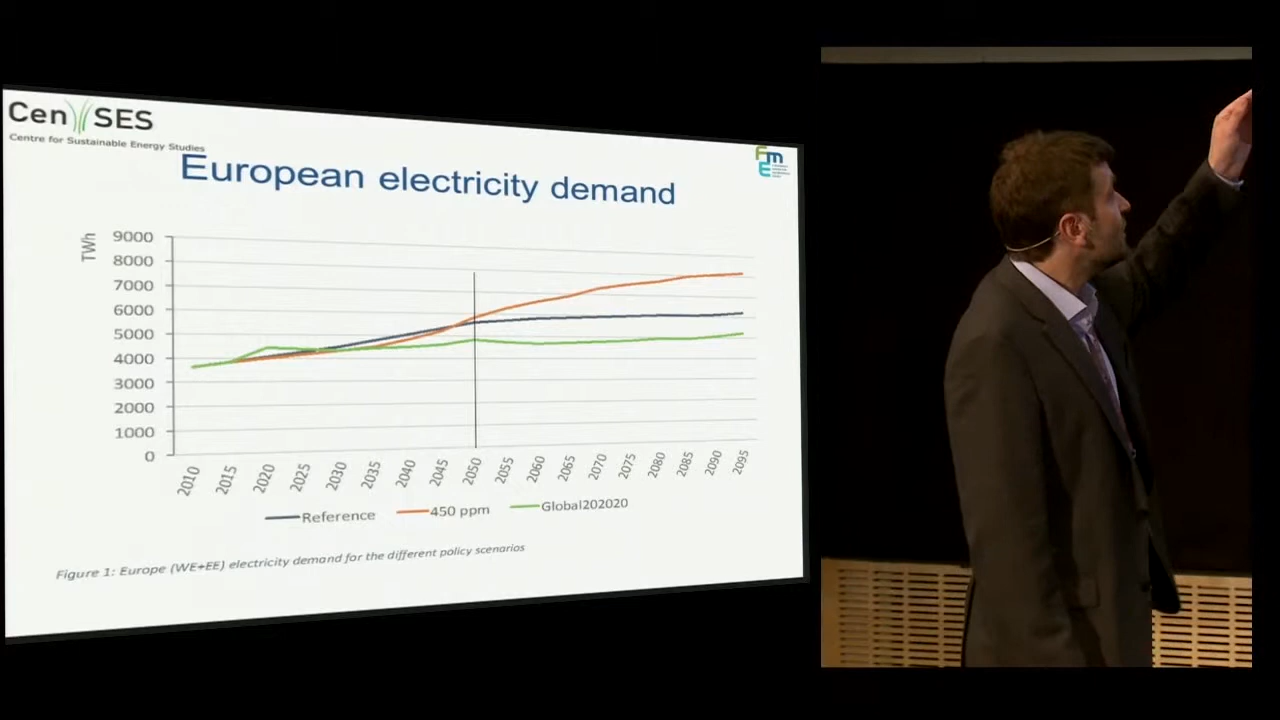 Cen SES
Centre for Sustainable Energy Studies
FME
European electricity demand
TWh
9000
8000
7000
6000
5000
4000
3000
2000
1000
0
2010 2015 2020 2025 2030 2035 2040 2045 2050 2055 2060 2065 2070 2075 2080 2085 2090 2095
Reference 450 ppm Global202020
Figure 1: Europe (WE+EE) electricity demand for the different policy scenarios